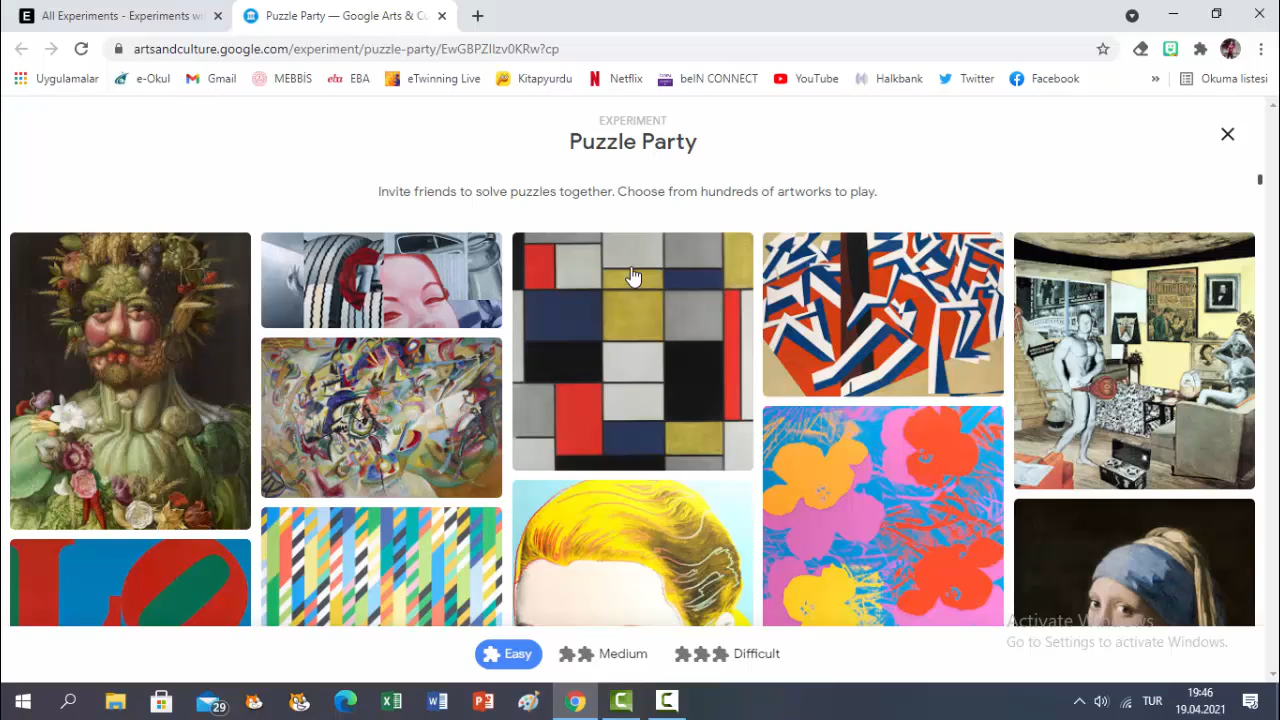 All Experiments - Experiments wi
Puzzle Party — Google Arts & Cu
artsandculture.google.com/experiment/puzzle-party/EwGBPZIlzv0KRw?cp
Uygulamalar
e-Okul
Gmail
MEBBİS
eba
EBA
eTwinning Live
Kitapyurdu
Netflix
beIN CONNECT
YouTube
Halkbank
Twitter
Facebook
»
Okuma listesi
EXPERIMENT
Puzzle Party
Invite friends to solve puzzles together. Choose from hundreds of artworks to play.
Activate Windows
Go to Settings to activate Windows.
Easy
Medium
Difficult
29
TUR
19:46
19.04.2021